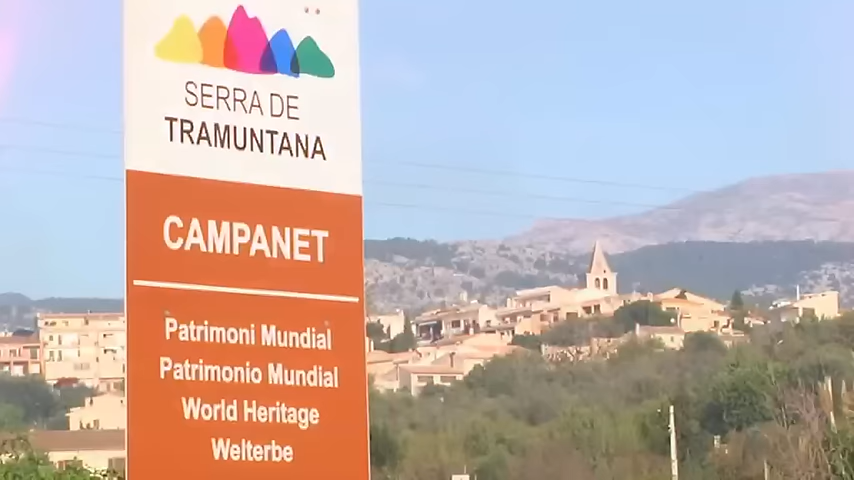 SERRA DE
TRAMUNTANA
CAMPANET
Patrimoni Mundial
Patrimonio Mundial
World Heritage
Welterbe